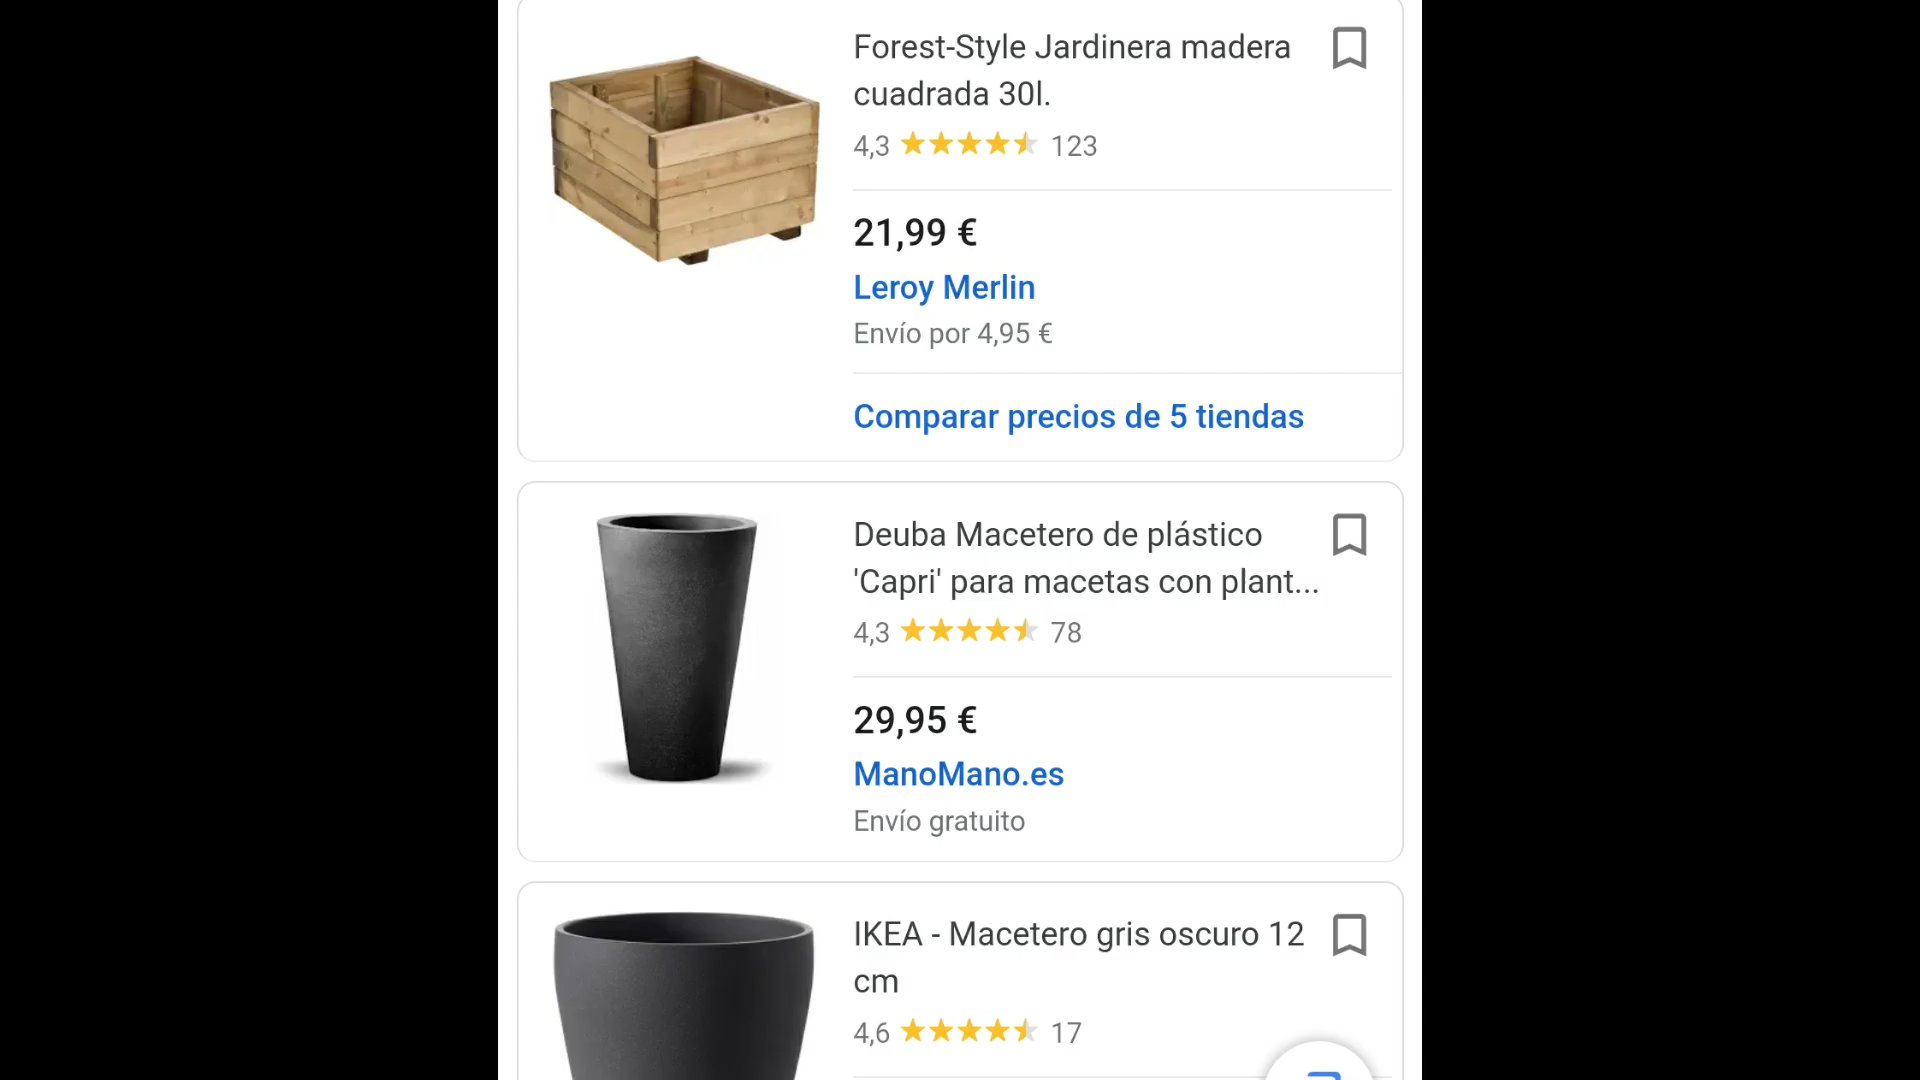 Forest-Style Jardinera madera
cuadrada 30l.
4,3 123
21,99 €
Leroy Merlin
Envío por 4,95 €
Comparar precios de 5 tiendas
Deuba Macetero de plástico
'Capri' para macetas con plant...
4,3 78
29,95 €
ManoMano.es
Envío gratuito
IKEA - Macetero gris oscuro 12
cm
4,6 17